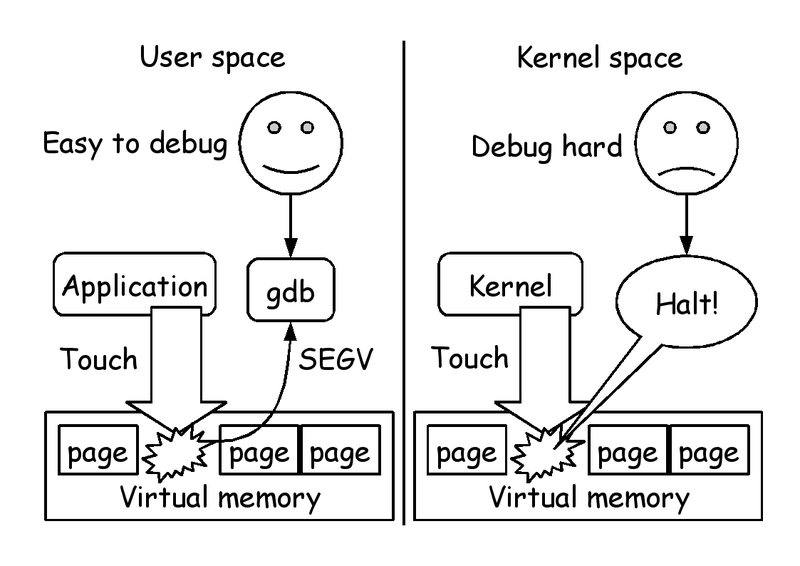 User space
Easy to debug
Application
gdb
Touch
SEGV
page
page
page
Virtual memory
Kernel space
Debug hard
Kernel
Halt!
Touch
page
page
page
Virtual memory